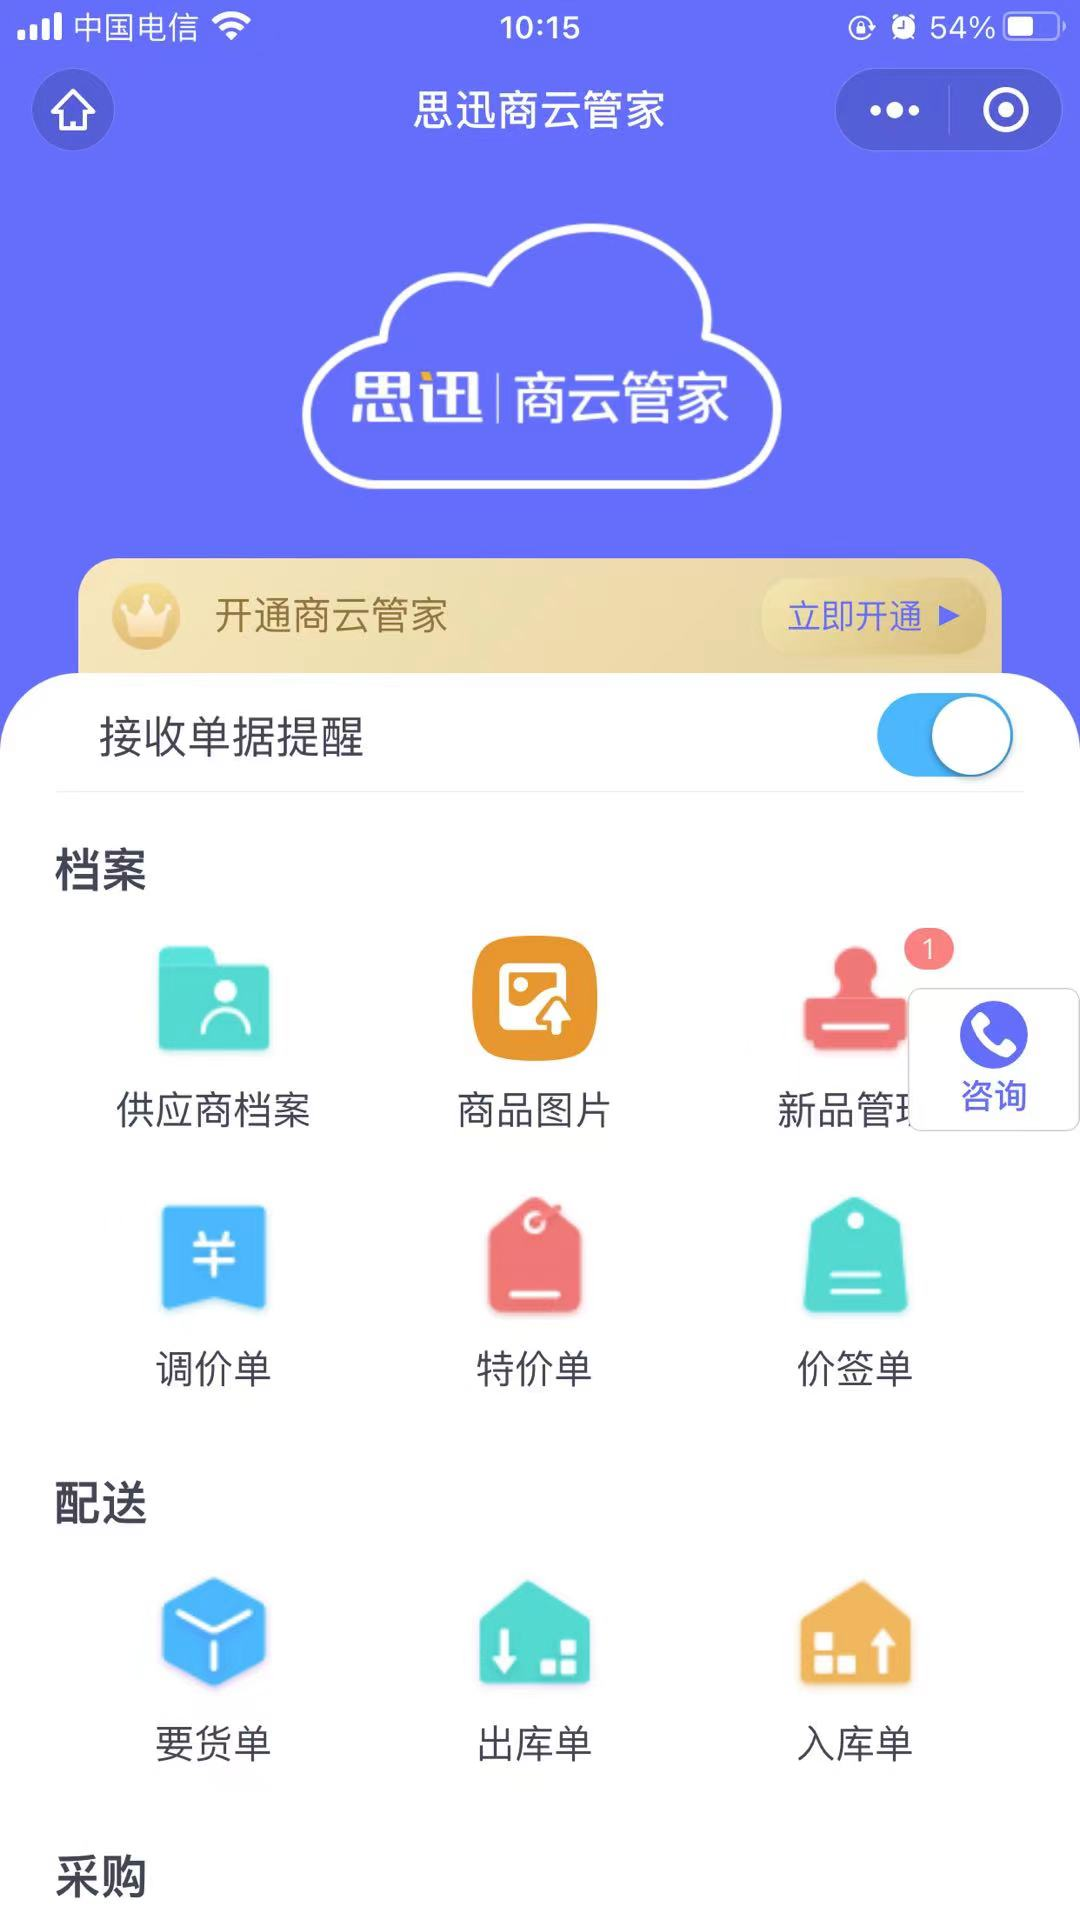 中国电信
10:15
54%
思迅商云管家
思迅|商云管家
开通商云管家
立即开通
接收单据提醒
档案
1
供应商档案
商品图片
新品管
咨询
调价单
特价单
价签单
配送
要货单
出库单
入库单
采购